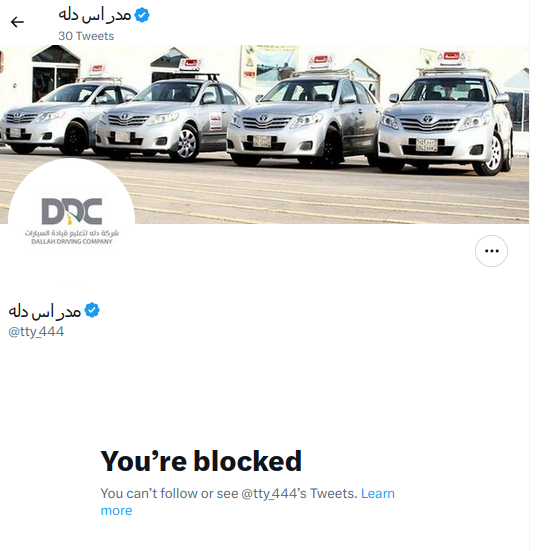 مدراس دله
30 Tweets
DDC
شركة دله لتعليم قيادة السيارات
DALLAH DRIVING COMPANY
مدراس دله
@tty_444
You're blocked
You can't follow or see @tty_444's Tweets. Learn
more